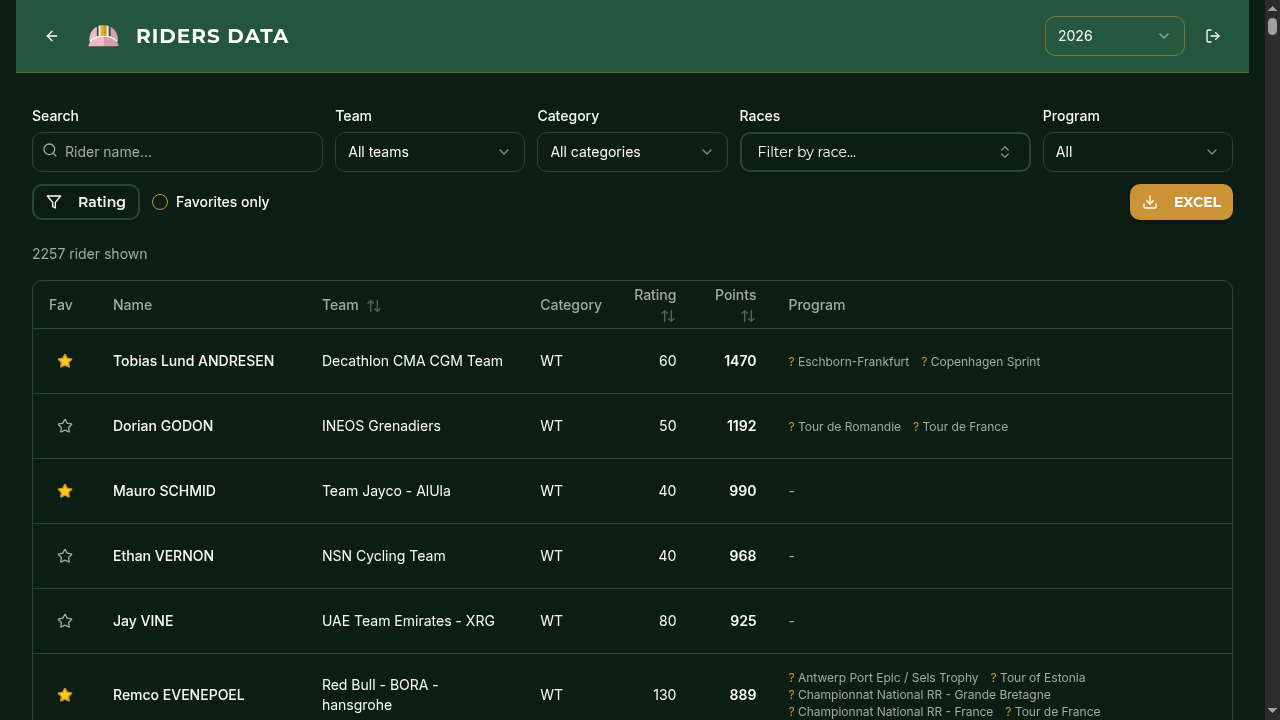 RIDERS DATA
2026
Search
Team
Category
Races
Program
Rider name...
All teams
All categories
Filter by race...
All
Rating
Favorites only
EXCEL
2257 rider shown
Fav
Name
Team
Category
Rating
Points
Program
Tobias Lund ANDRESEN
Decathlon CMA CGM Team
WT
60
1470
? Eschborn-Frankfurt ? Copenhagen Sprint
Dorian GODON
INEOS Grenadiers
WT
50
1192
? Tour de Romandie ? Tour de France
Mauro SCHMID
Team Jayco - AlUla
WT
40
990
-
Ethan VERNON
NSN Cycling Team
WT
40
968
-
Jay VINE
UAE Team Emirates - XRG
WT
80
925
-
Remco EVENEPOEL
Red Bull - BORA -
hansgrohe
WT
130
889
? Antwerp Port Epic / Sels Trophy ? Tour of Estonia
? Championnat National RR - Grande Bretagne
? Championnat National RR - France ? Tour de France